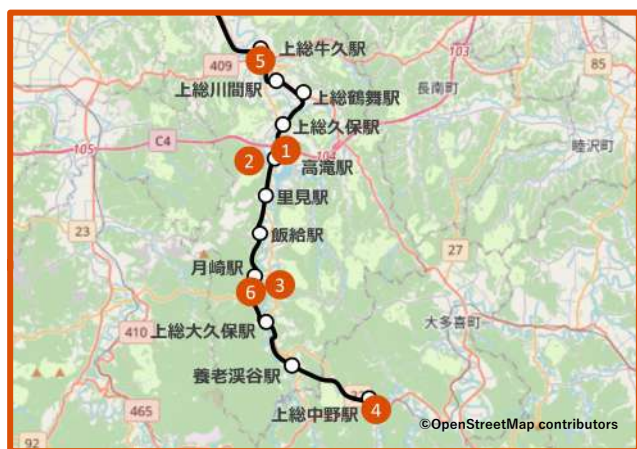 上総牛久駅
103
409
5
85
上総川間駅
長南町
上総鶴舞駅
上総久保駅
睦沢町
C4
105
1
2
104
高滝駅
里見駅
23
飯給駅
27
月崎駅
3
6
大多喜町
410
上総大久保駅
養老渓谷駅
465
上総中野駅
4
©OpenStreetMap contributors
92